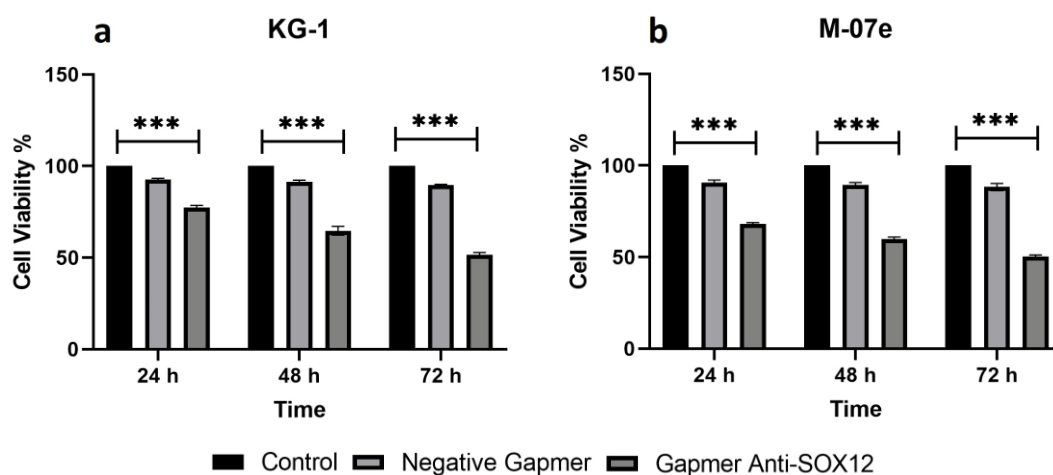 a KG-1
150
100
50
0
Cell Viability %
***
***
***
24 h 48 h 72 h
Time
b M-07e
150
100
50
0
Cell Viability %
***
***
***
24 h 48 h 72 h
Time
Control Negative Gapmer Gapmer Anti-SOX12